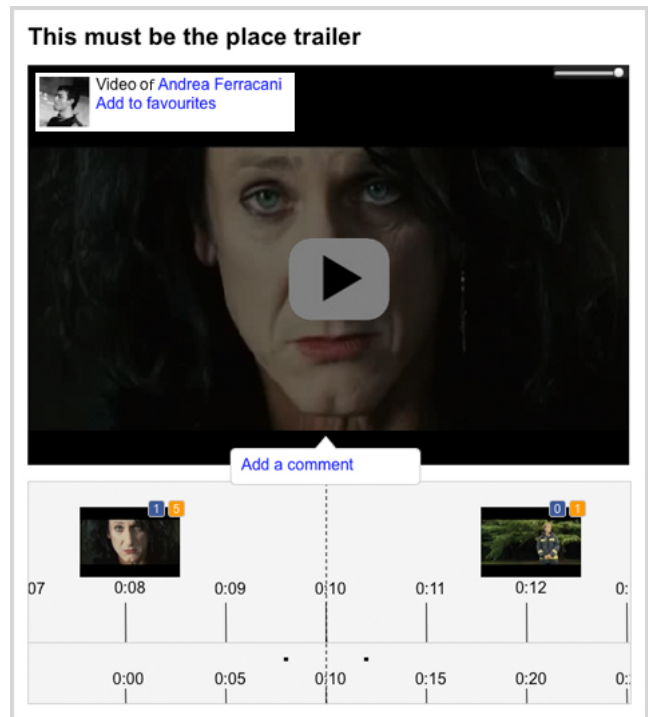 This must be the place trailer
Video of Andrea Ferracani
Add to favourites
Add a comment
1 5 0 1
07 0:08 0:09 0:10 0:11 0:12 0:
0:00 0:05 0:10 0:15 0:20 0: